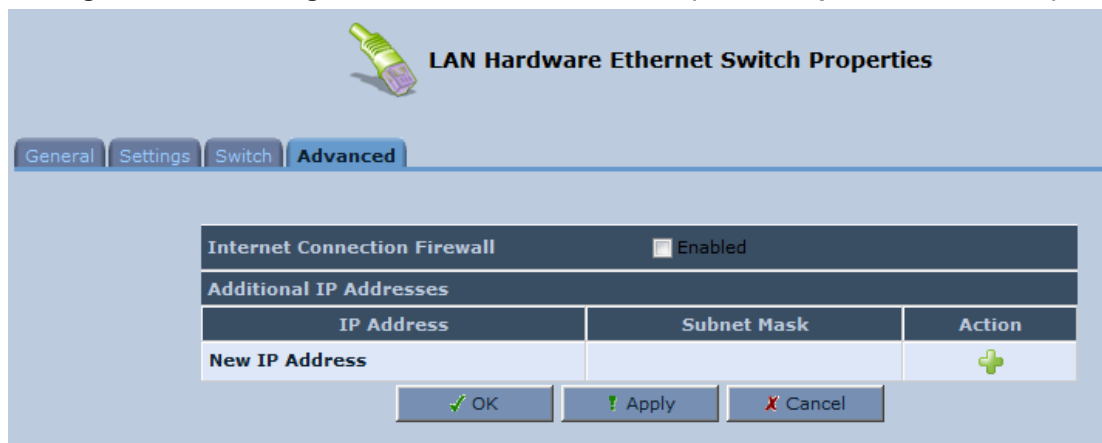 LAN Hardware Ethernet Switch Properties
General Settings Switch Advanced
Internet Connection Firewall Enabled
Additional IP Addresses
IP Address Subnet Mask Action
New IP Address
OK Apply Cancel